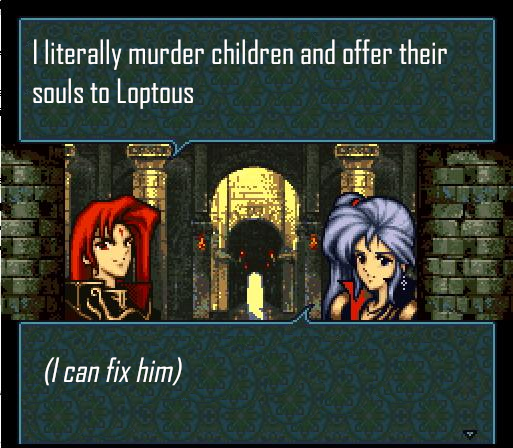 I literally murder children and offer their
souls to Loptous
(I can fix him)